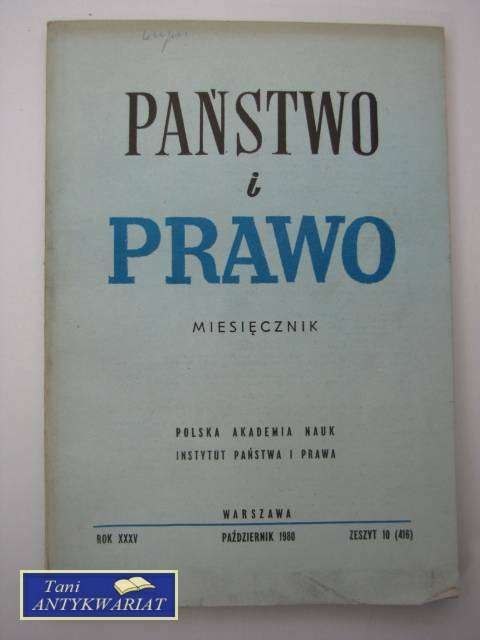 PAŃSTWO
i
PRAWO
MIESIĘCZNIK
POLSKA AKADEMIA NAUK
INSTYTUT PAŃSTWA I PRAWA
WARSZAWA
ROK XXXV PAŹDZIERNIK 1980 ZESZYT 10 (416)
Tani
ANTYKWARIAT